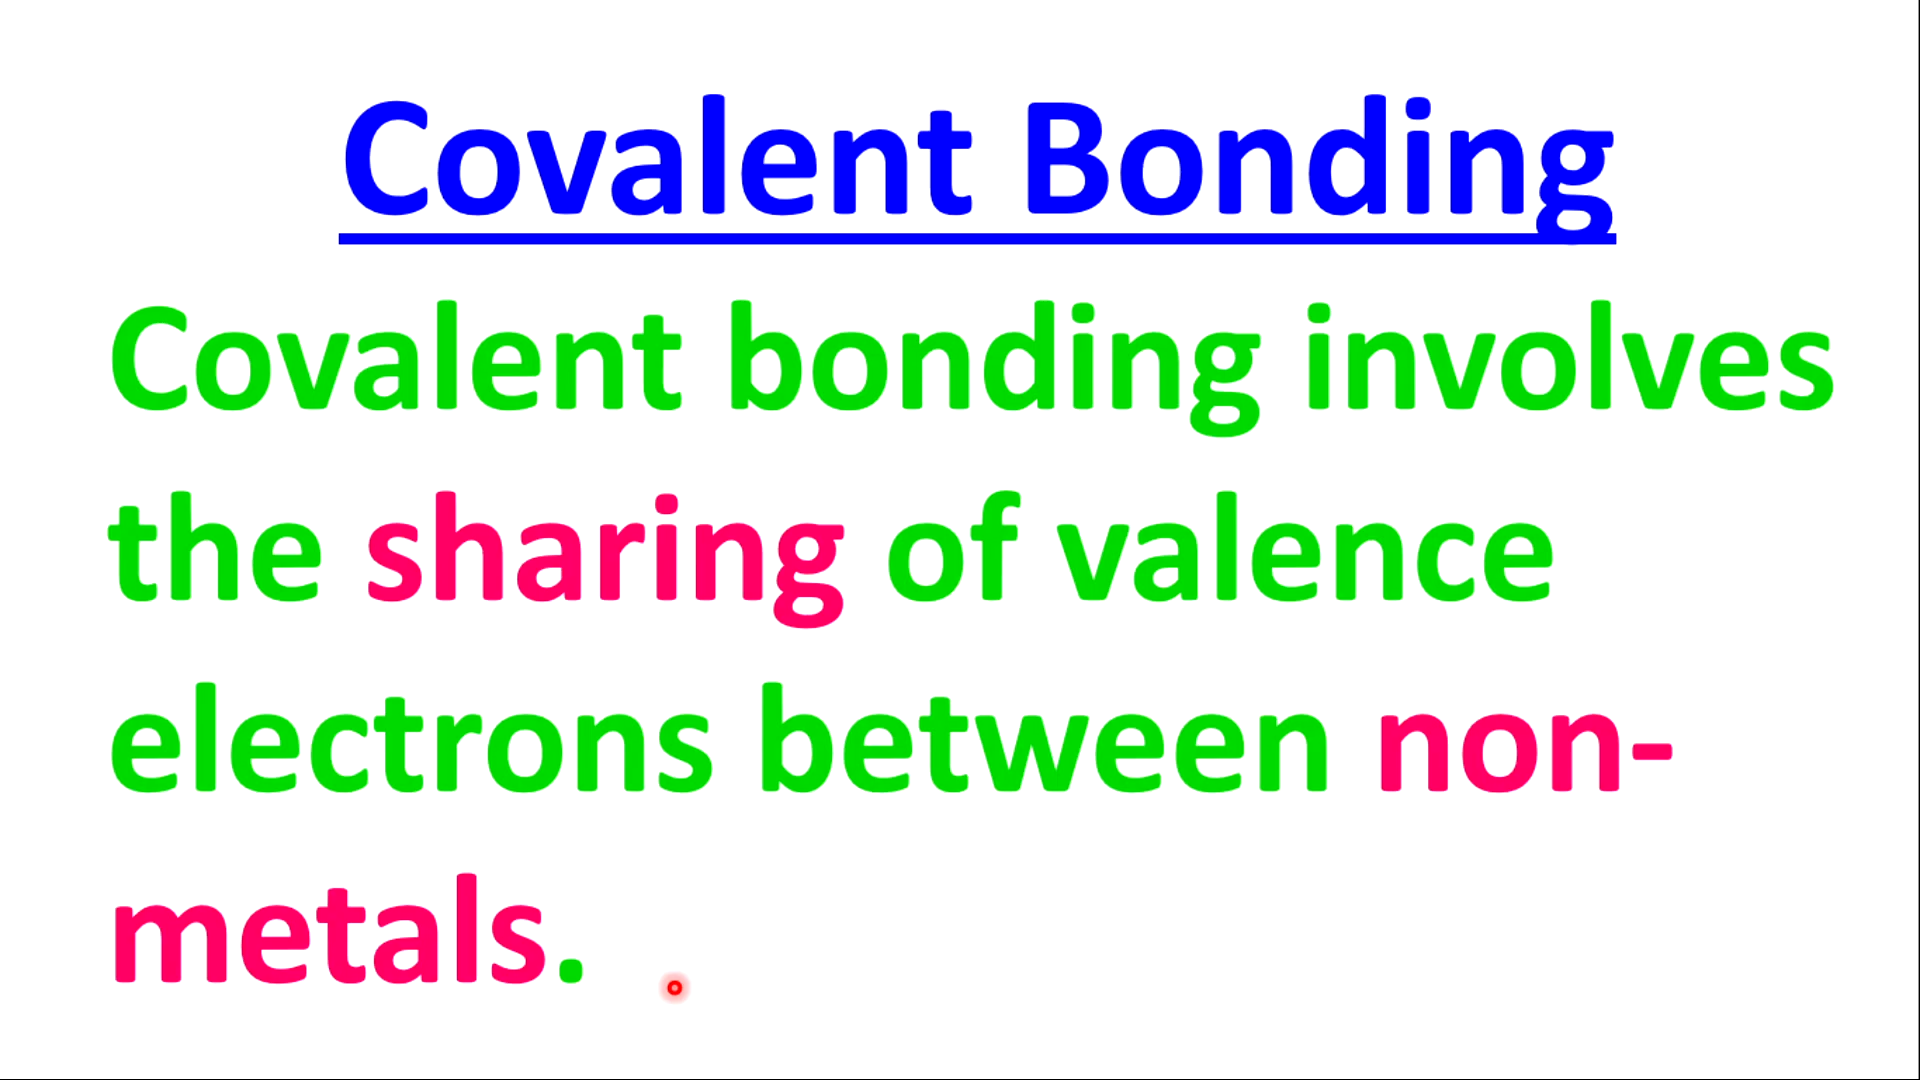 Covalent Bonding
Covalent bonding involves
the sharing of valence
electrons between non-
metals.